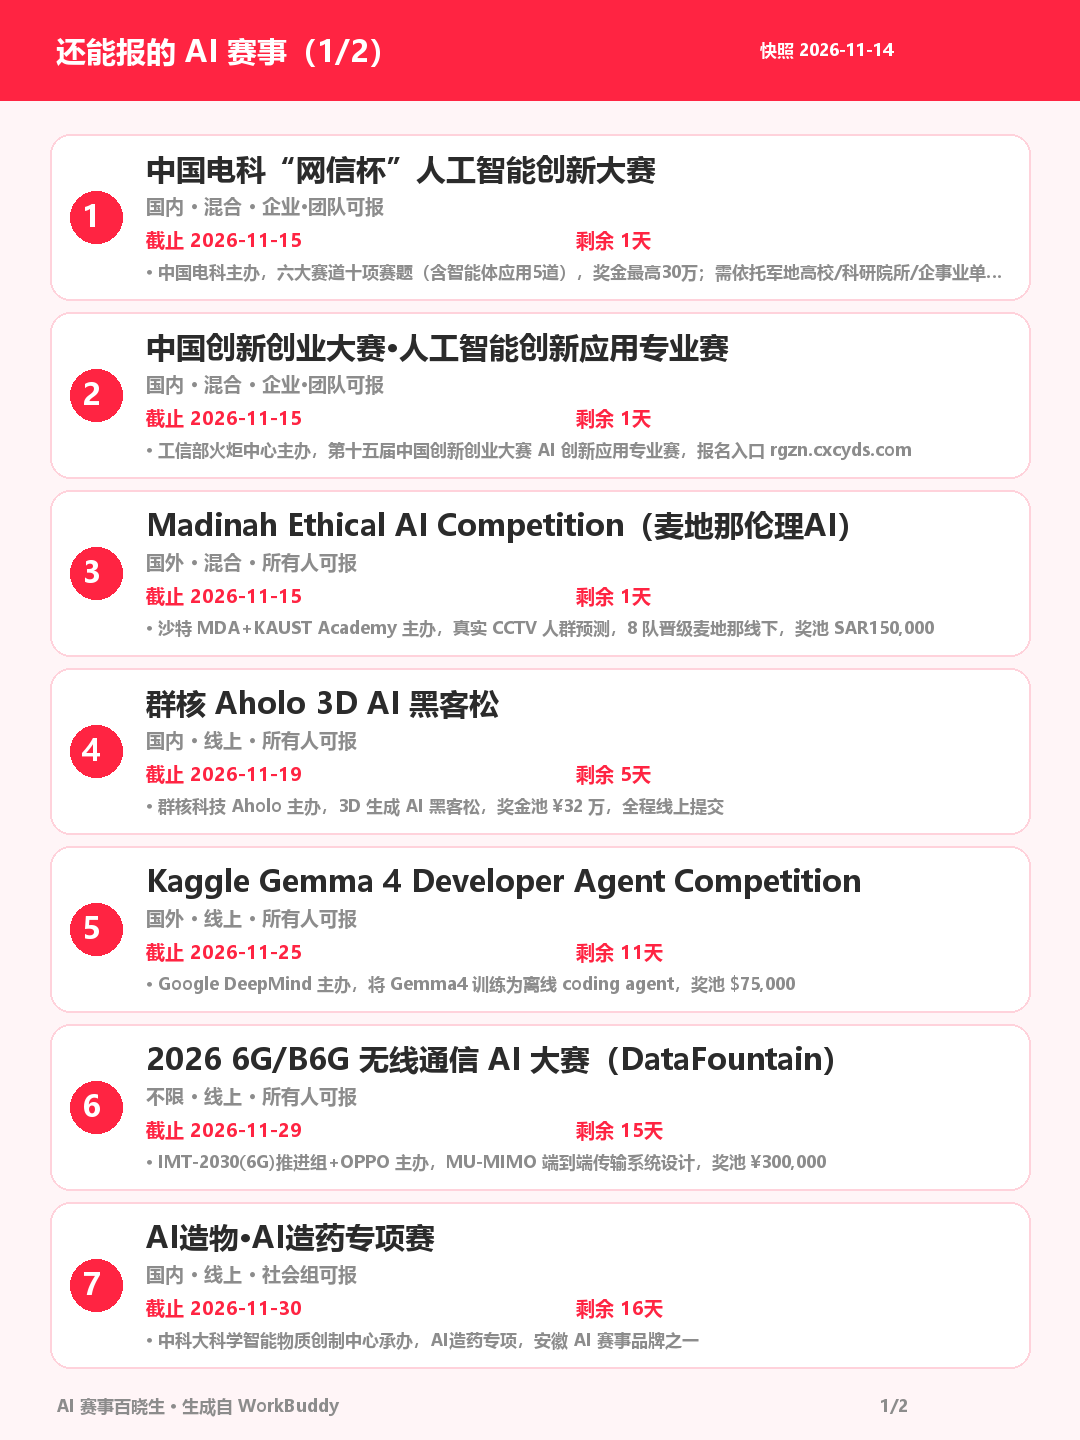 还能报的 AI 赛事（1/2）
快照 2026-11-14
1
中国电科“网信杯”人工智能创新大赛
国内・混合・企业·团队可报
截止 2026-11-15
剩余 1天
• 中国电科主办，六大赛道十项赛题（含智能体应用5道），奖金最高30万；需依托军地高校/科研院所/企事业单...
2
中国创新创业大赛•人工智能创新应用专业赛
国内・混合・企业·团队可报
截止 2026-11-15
剩余 1天
• 工信部火炬中心主办，第十五届中国创新创业大赛 AI 创新应用专业赛，报名入口 rgzn.cxcyds.com
3
Madinah Ethical AI Competition（麦地那伦理AI）
国外・混合・所有人可报
截止 2026-11-15
剩余 1天
• 沙特 MDA+KAUST Academy 主办，真实 CCTV 人群预测，8 队晋级麦地那线下，奖池 SAR150,000
4
群核 Aholo 3D AI 黑客松
国内・线上・所有人可报
截止 2026-11-19
剩余 5天
• 群核科技 Aholo 主办，3D 生成 AI 黑客松，奖金池 ¥32 万，全程线上提交
5
Kaggle Gemma 4 Developer Agent Competition
国外・线上・所有人可报
截止 2026-11-25
剩余 11天
• Google DeepMind 主办，将 Gemma4 训练为离线 coding agent，奖池 $75,000
6
2026 6G/B6G 无线通信 AI 大赛（DataFountain）
不限・线上・所有人可报
截止 2026-11-29
剩余 15天
• IMT-2030(6G)推进组+OPPO 主办，MU-MIMO 端到端传输系统设计，奖池 ¥300,000
7
AI造物•AI造药专项赛
国内・线上・社会组可报
截止 2026-11-30
剩余 16天
• 中科大科学智能物质创制中心承办，AI造药专项，安徽 AI 赛事品牌之一
AI 赛事百晓生・生成自 WorkBuddy
1/2